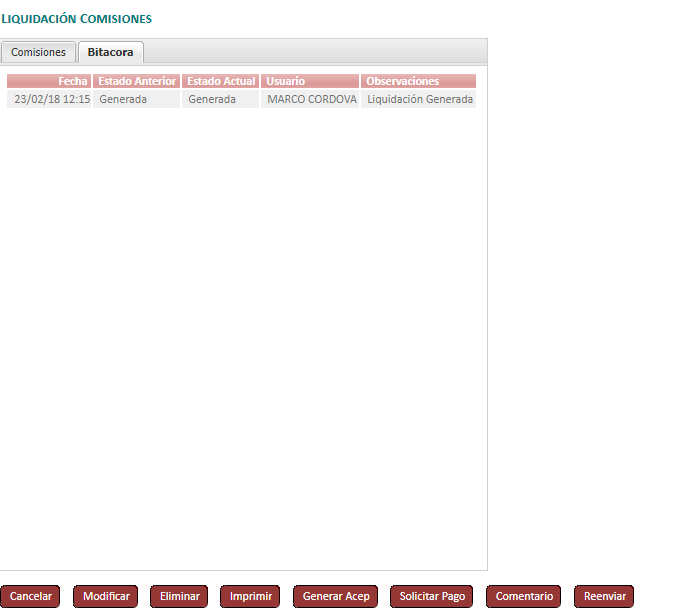 LIQUIDACIÓN COMISIONES
Comisiones Bitacora
Fecha Estado Anterior Estado Actual Usuario Observaciones
23/02/18 12:15 Generada Generada MARCO CORDOVA Liquidación Generada
Cancelar Modificar Eliminar Imprimir Generar Acep Solicitar Pago Comentario Reenviar